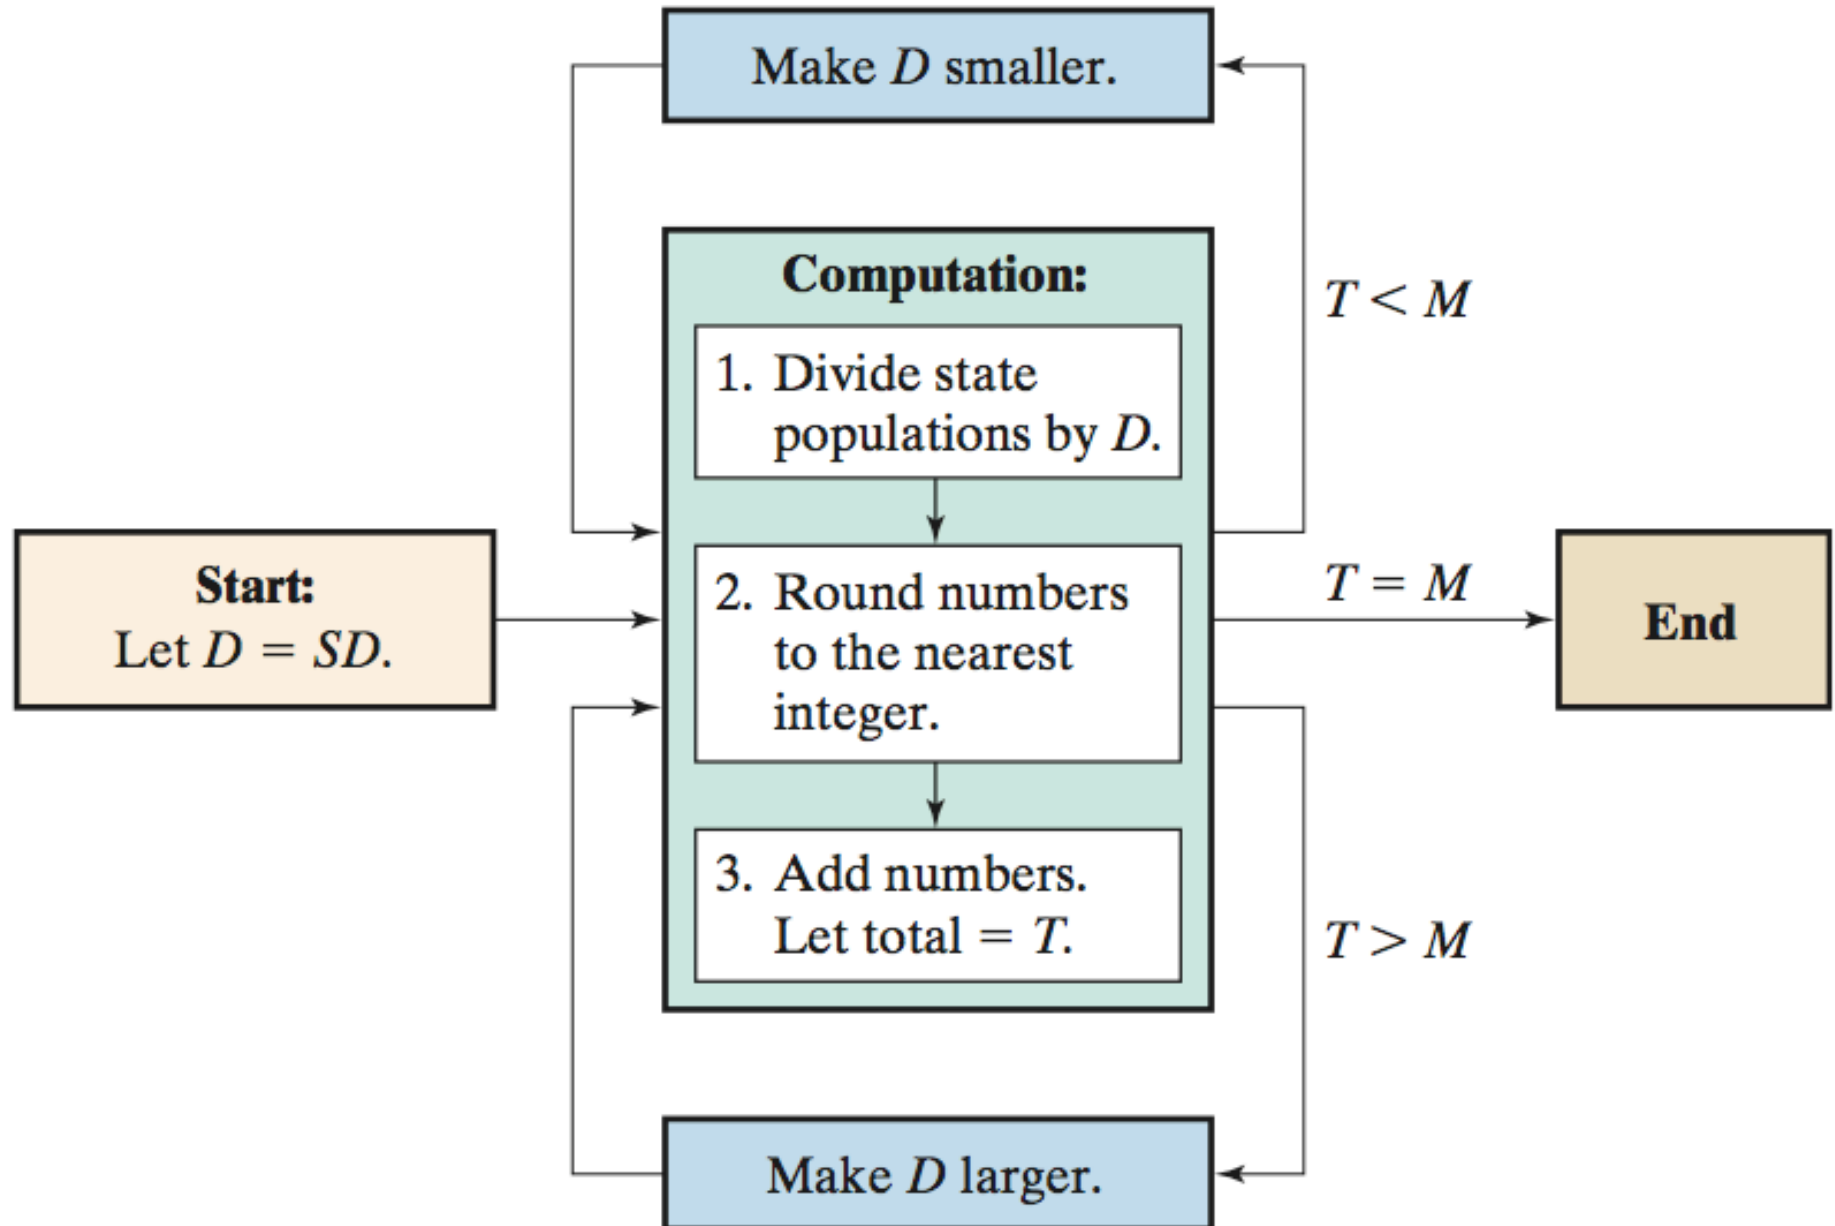 Make D smaller.
Computation:
1. Divide state
populations by D.
T < M
Start:
Let D = SD.
2. Round numbers
to the nearest
integer.
T = M
End
3. Add numbers.
Let total = T.
T > M
Make D larger.